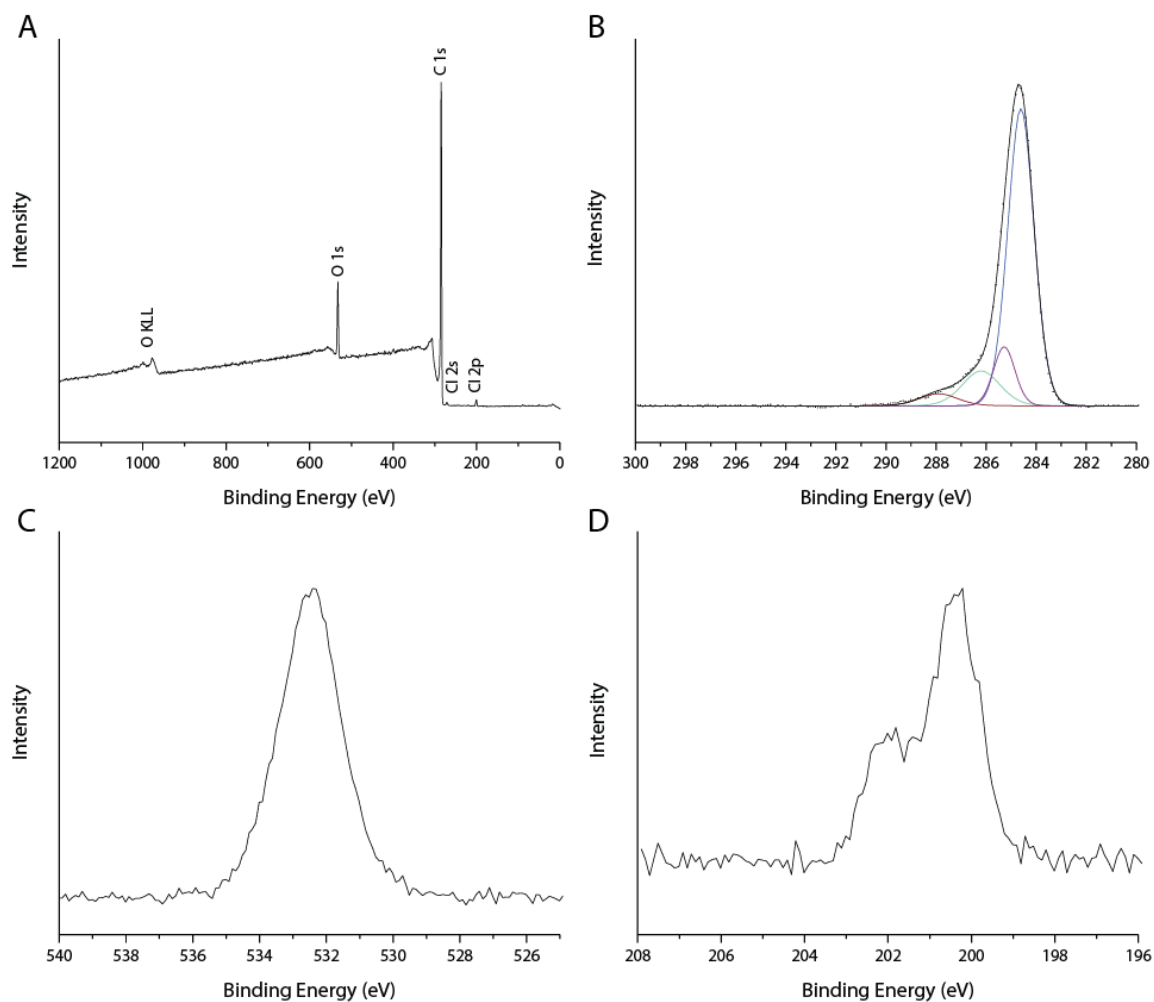 A
C 1s
O 1s
O KLL
Cl 2s
Cl 2p
Intensity
1200 1000 800 600 400 200 0
Binding Energy (eV)
B
Intensity
300 298 296 294 292 290 288 286 284 282 280
Binding Energy (eV)
C
Intensity
540 538 536 534 532 530 528 526
Binding Energy (eV)
D
Intensity
208 206 204 202 200 198 196
Binding Energy (eV)